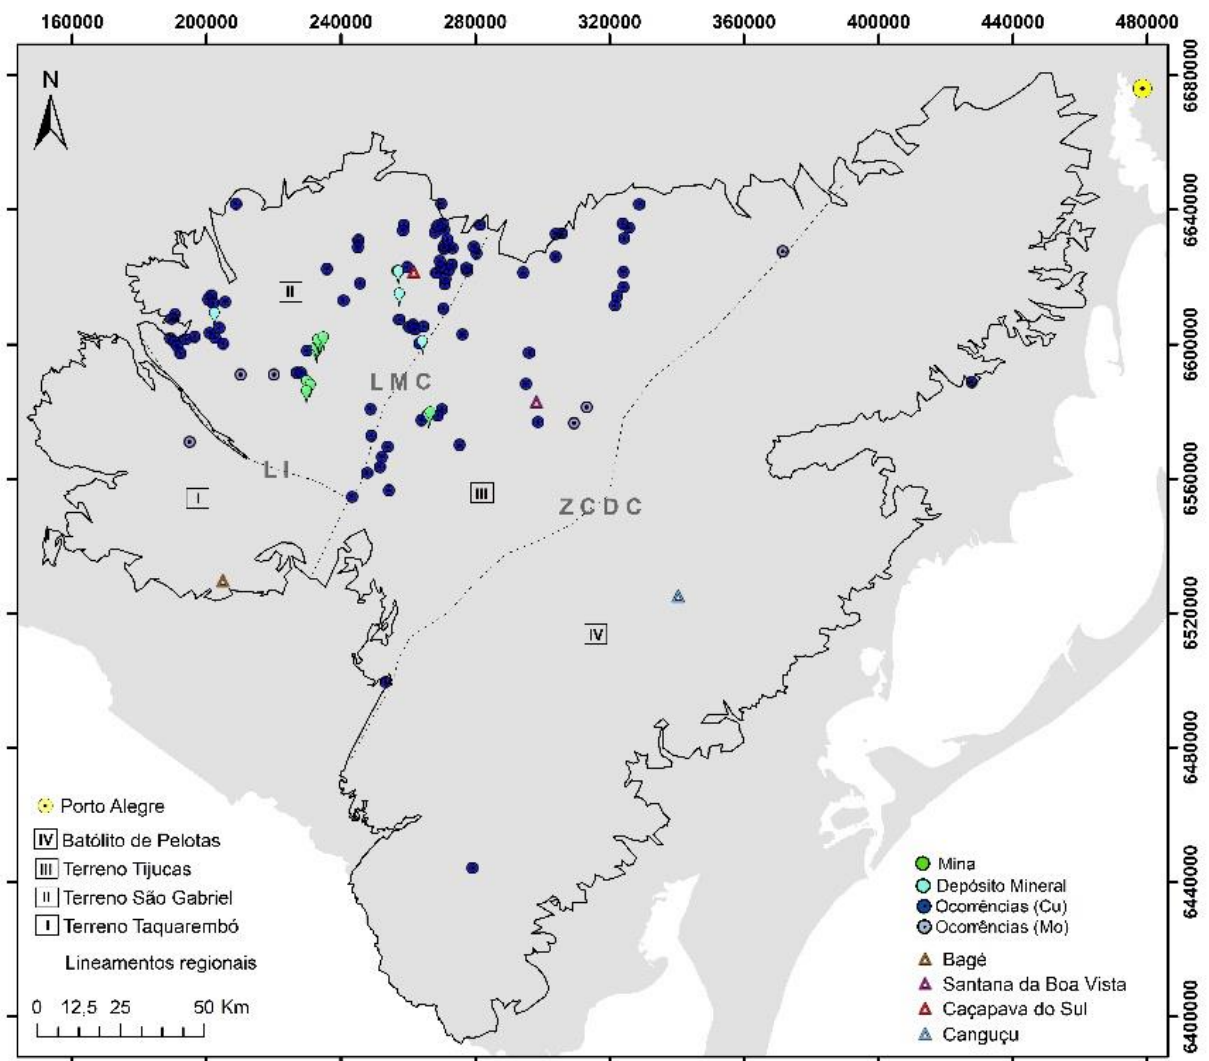 160000 200000 240000 280000 320000 360000 400000 440000 480000
6680000
6640000
6600000
6560000
6520000
6480000
6440000
6400000
N
II
LMC
LI
I
III
ZCDC
IV
Porto Alegre
IV Batólito de Pelotas
III Terreno Tijucas
II Terreno São Gabriel
I Terreno Taquarembó
Lineamentos regionais
0 12,5 25 50 Km
Mina
Depósito Mineral
Ocorrências (Cu)
Ocorrências (Mo)
Bagé
Santana da Boa Vista
Caçapava do Sul
Canguçu